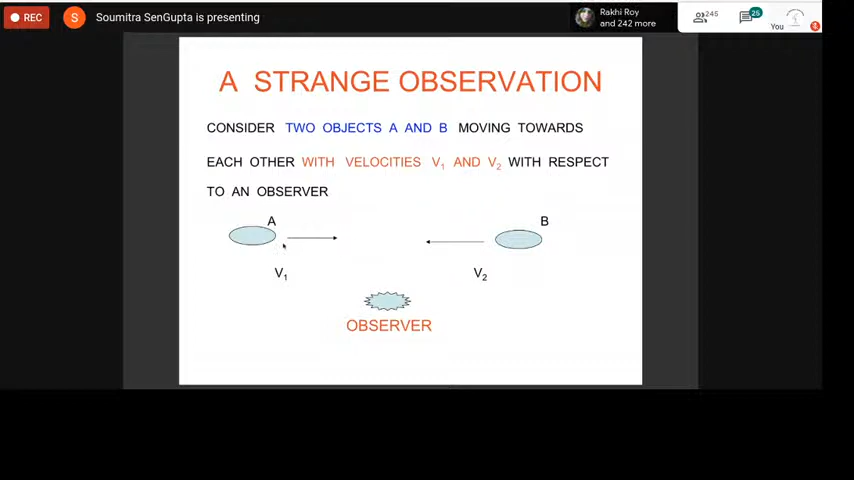 REC
S
Soumitra SenGupta is presenting
Rakhi Roy
and 242 more
245
25
You
A STRANGE OBSERVATION
CONSIDER TWO OBJECTS A AND B MOVING TOWARDS
EACH OTHER WITH VELOCITIES V₁ AND V₂ WITH RESPECT
TO AN OBSERVER
A
B
V₁
V₂
OBSERVER